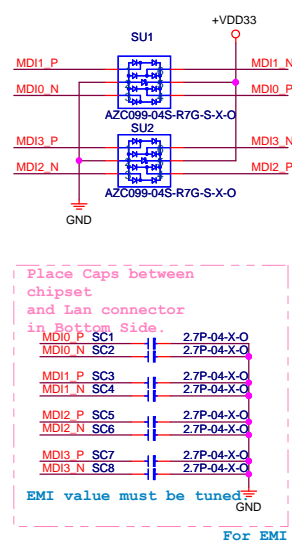 +VDD33
SU1
MDI1_P MDI1_N
MDI0_N MDI0_P
AZC099-04S-R7G-S-X-O
SU2
MDI3_P MDI3_N
MDI2_N MDI2_P
AZC099-04S-R7G-S-X-O
GND
Place Caps between
chipset
and Lan connector
in Bottom Side.
MDI0_P SC1 2.7P-04-X-O
MDI0_N SC2 2.7P-04-X-O
MDI1_P SC3 2.7P-04-X-O
MDI1_N SC4 2.7P-04-X-O
MDI2_P SC5 2.7P-04-X-O
MDI2_N SC6 2.7P-04-X-O
MDI3_P SC7 2.7P-04-X-O
MDI3_N SC8 2.7P-04-X-O
EMI value must be tuned.
GND
For EMI